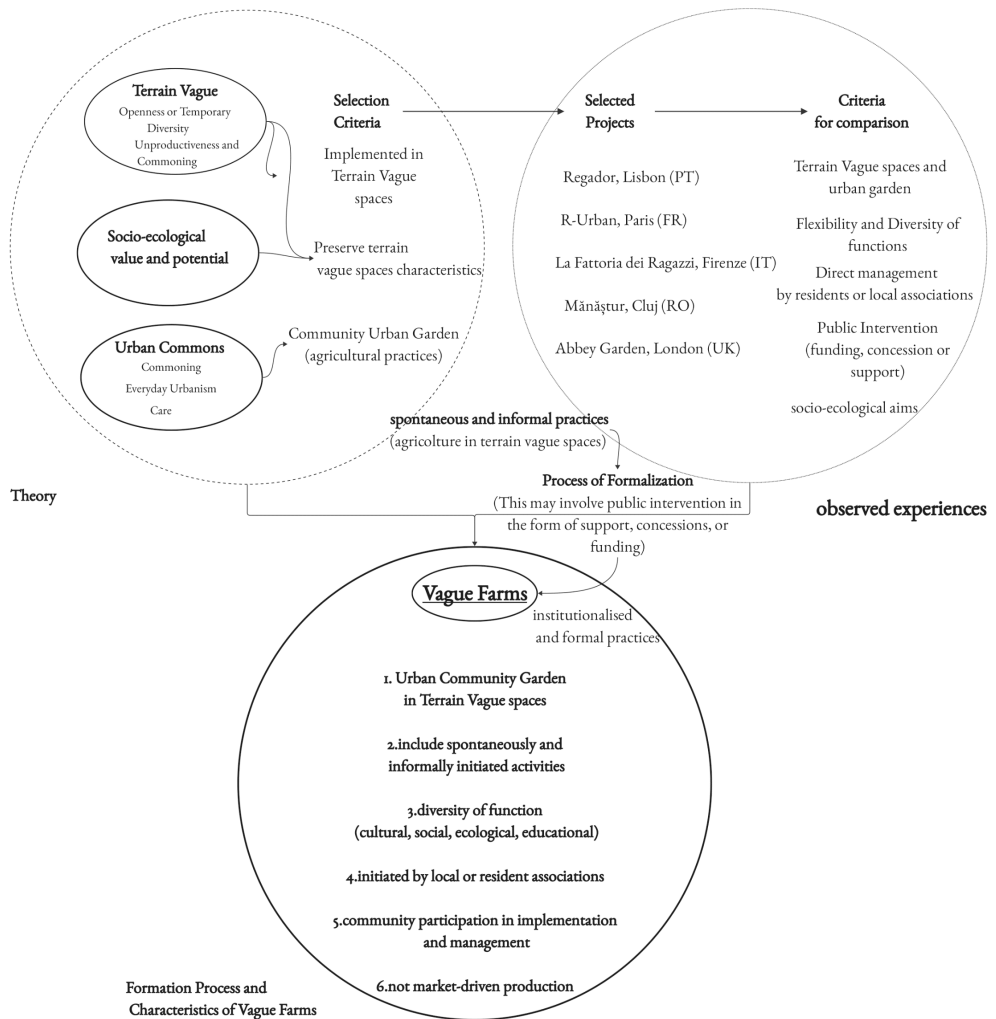 Terrain Vague
Openness or Temporary
Diversity
Unproductiveness and
Commoning
Socio-ecological
value and potential
Urban Commons
Commoning
Everyday Urbanism
Care
Selection
Criteria
Implemented in
Terrain Vague
spaces
Preserve terrain
vague spaces characteristics
Community Urban Garden
(agricultural practices)
Selected
Projects
Regador, Lisbon (PT)
R-Urban, Paris (FR)
La Fattoria dei Ragazzi, Firenze (IT)
Mănăștur, Cluj (RO)
Abbey Garden, London (UK)
Criteria
for comparison
Terrain Vague spaces and
urban garden
Flexibility and Diversity of
functions
Direct management
by residents or local associations
Public Intervention
(funding, concession or
support)
socio-ecological aims
spontaneous and informal practices
(agricolture in terrain vague spaces)
Theory
Process of Formalization
(This may involve public intervention in
the form of support, concessions, or
funding)
observed experiences
Vague Farms
institutionalised
and formal practices
1. Urban Community Garden
in Terrain Vague spaces
2.include spontaneously and
informally initiated activities
3.diversity of function
(cultural, social, ecological, educational)
4.initiated by local or resident associations
5.community participation in implementation
and management
6.not market-driven production
Formation Process and
Characteristics of Vague Farms